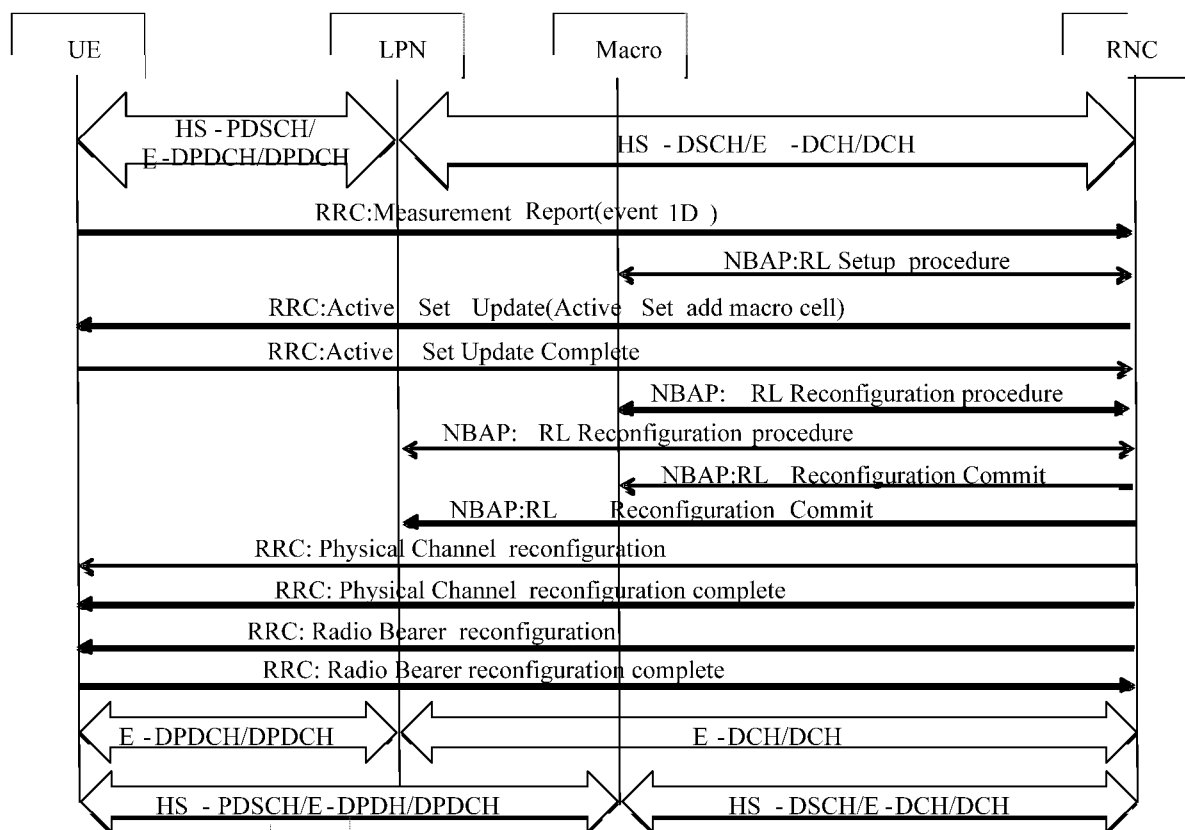 UE LPN Macro RNC
HS - PDSCH/
E -DPDCH/DPDCH
HS - DSCH/E -DCH/DCH
RRC:Measurement Report(event 1D )
NBAP:RL Setup procedure
RRC:Active Set Update(Active Set add macro cell)
RRC:Active Set Update Complete
NBAP: RL Reconfiguration procedure
NBAP: RL Reconfiguration procedure
NBAP:RL Reconfiguration Commit
NBAP:RL Reconfiguration Commit
RRC: Physical Channel reconfiguration
RRC: Physical Channel reconfiguration complete
RRC: Radio Bearer reconfiguration
RRC: Radio Bearer reconfiguration complete
E -DPDCH/DPDCH E -DCH/DCH
HS - PDSCH/E -DPDH/DPDCH HS - DSCH/E -DCH/DCH